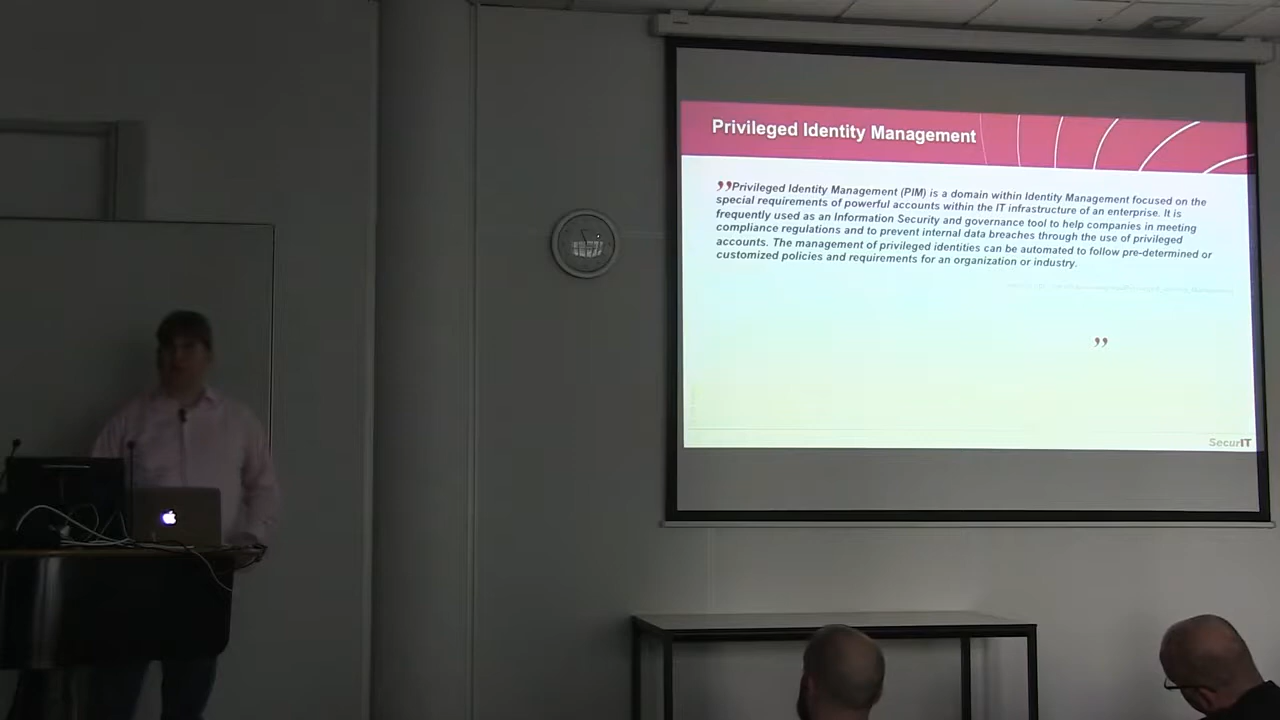 Privileged Identity Management
”Privileged Identity Management (PIM) is a domain within Identity Management focused on the
special requirements of powerful accounts within the IT infrastructure of an enterprise. It is
frequently used as an Information Security and governance tool to help companies in meeting
compliance regulations and to prevent internal data breaches through the use of privileged
accounts. The management of privileged identities can be automated to follow pre-determined or
customized policies and requirements for an organization or industry.
”
SecurIT